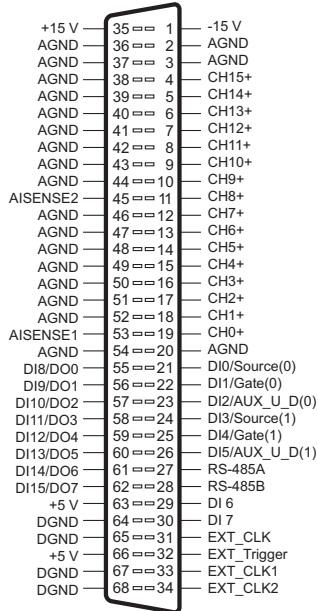 +15 V 35 1 -15 V
AGND 36 2 AGND
AGND 37 3 AGND
AGND 38 4 CH15+
AGND 39 5 CH14+
AGND 40 6 CH13+
AGND 41 7 CH12+
AGND 42 8 CH11+
AGND 43 9 CH10+
AGND 44 10 CH9+
AISENSE2 45 11 CH8+
AGND 46 12 CH7+
AGND 47 13 CH6+
AGND 48 14 CH5+
AGND 49 15 CH4+
AGND 50 16 CH3+
AGND 51 17 CH2+
AGND 52 18 CH1+
AISENSE1 53 19 CH0+
AGND 54 20 AGND
DI8/DO0 55 21 DI0/Source(0)
DI9/DO1 56 22 DI1/Gate(0)
DI10/DO2 57 23 DI2/AUX_U_D(0)
DI11/DO3 58 24 DI3/Source(1)
DI12/DO4 59 25 DI4/Gate(1)
DI13/DO5 60 26 DI5/AUX_U_D(1)
DI14/DO6 61 27 RS-485A
DI15/DO7 62 28 RS-485B
+5 V 63 29 DI 6
DGND 64 30 DI 7
DGND 65 31 EXT_CLK
+5 V 66 32 EXT_Trigger
DGND 67 33 EXT_CLK1
DGND 68 34 EXT_CLK2